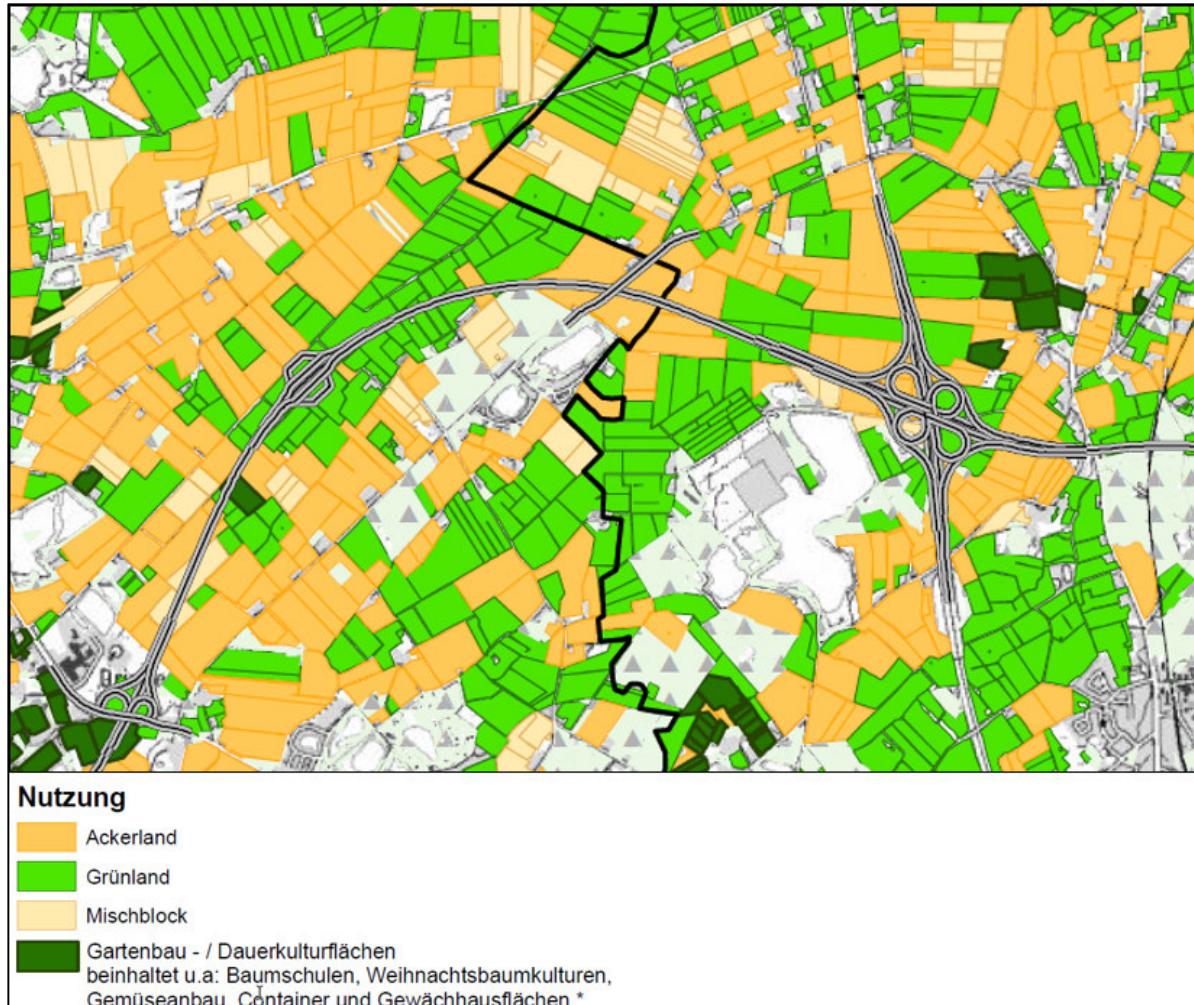 Nutzung
Ackerland
Grünland
Mischblock
Gartenbau - / Dauerkulturflächen
beinhaltet u.a: Baumschulen, Weihnachtsbaumkulturen,
Gemüseanbau, Container und Gewächhausflächen *